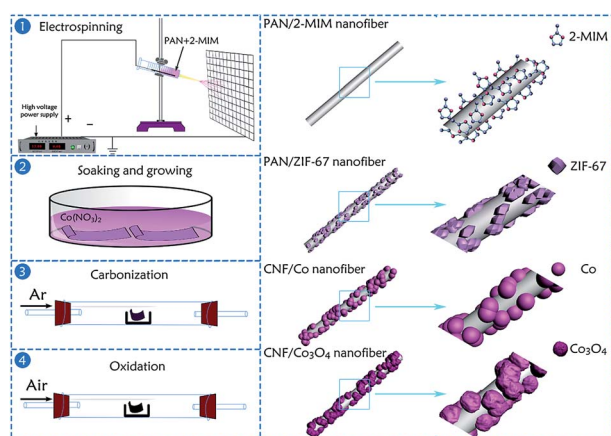 1 Electrospinning
PAN+2-MIM
High voltage
power supply
+ −
PAN/2-MIM nanofiber
2-MIM
2 Soaking and growing
Co(NO3)2
PAN/ZIF-67 nanofiber
ZIF-67
3 Carbonization
Ar
CNF/Co nanofiber
Co
4 Oxidation
Air
CNF/Co₃O₄ nanofiber
Co₃O₄